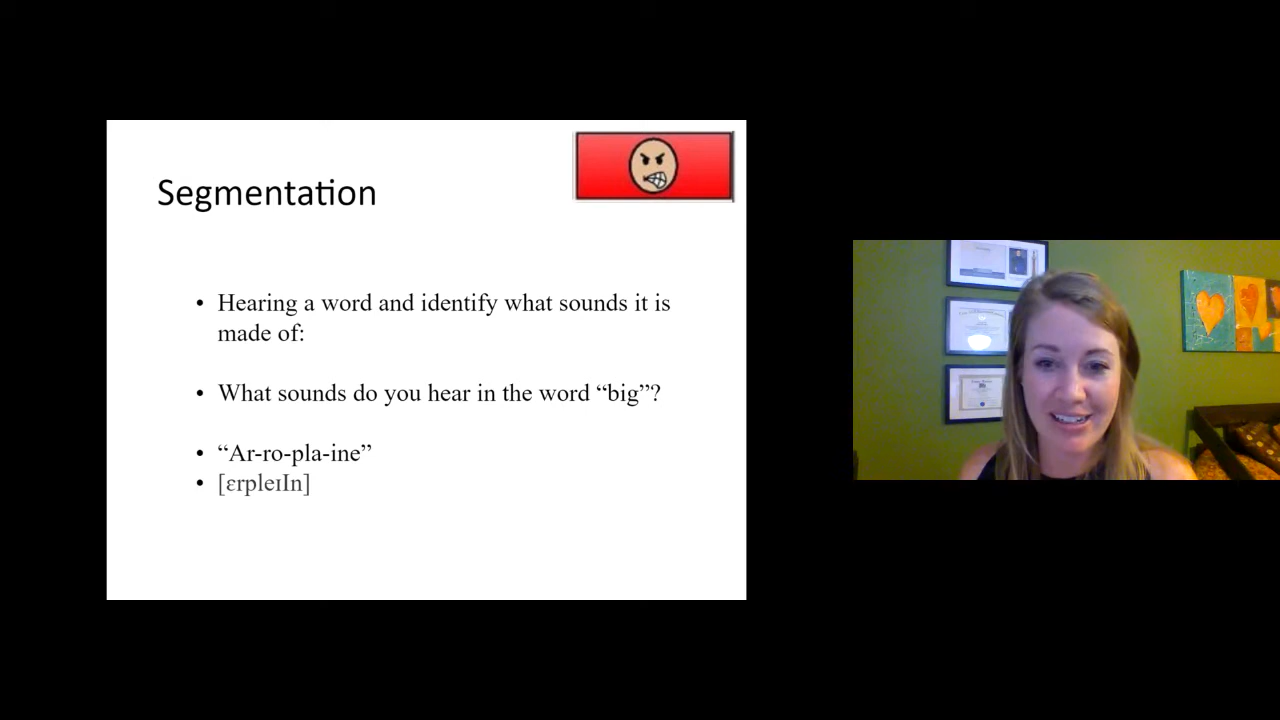 Segmentation
• Hearing a word and identify what sounds it is
made of:
• What sounds do you hear in the word “big”?
• “Ar-ro-pla-ine”
• [ɛrpleɪIn]